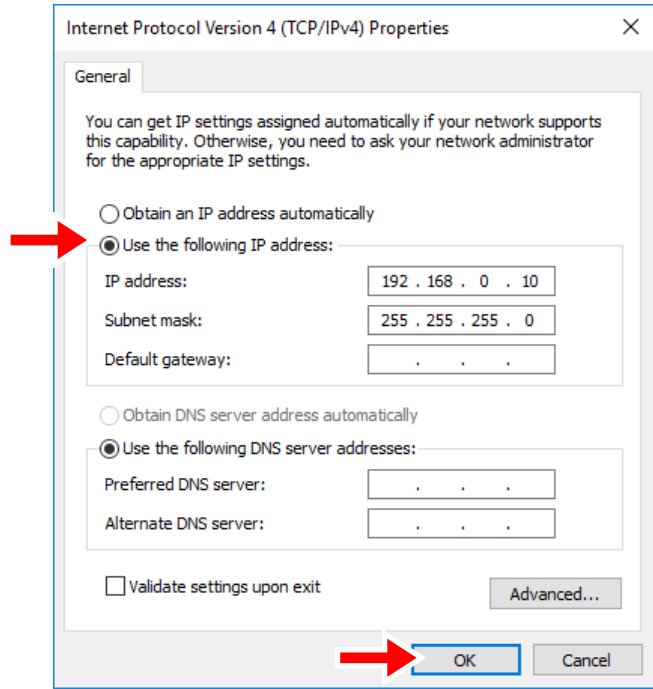 Internet Protocol Version 4 (TCP/IPv4) Properties
General
You can get IP settings assigned automatically if your network supports
this capability. Otherwise, you need to ask your network administrator
for the appropriate IP settings.
Obtain an IP address automatically
Use the following IP address:
IP address: 192 . 168 . 0 . 10
Subnet mask: 255 . 255 . 255 . 0
Default gateway: . . .
Obtain DNS server address automatically
Use the following DNS server addresses:
Preferred DNS server: . . .
Alternate DNS server: . . .
Validate settings upon exit
Advanced...
OK Cancel